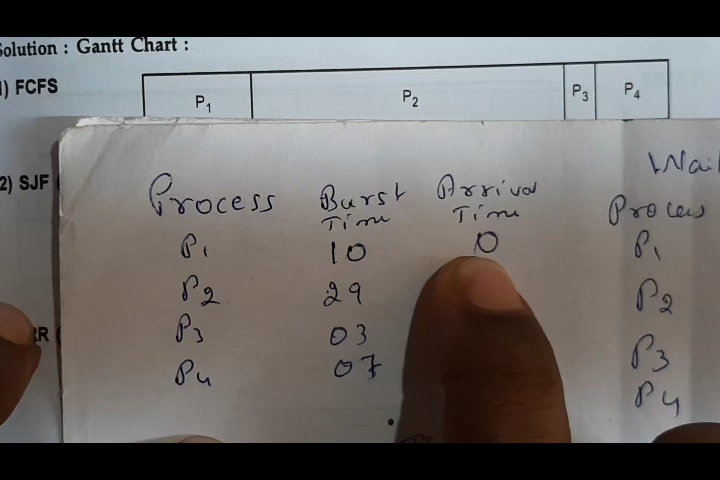 Solution : Gantt Chart :
1) FCFS
P1 P2 P3 P4
2) SJF
Process Burst Time Arrival Time
P1 10 0
P2 29
P3 03
P4 07
RR
Process
P1
P2
P3
P4